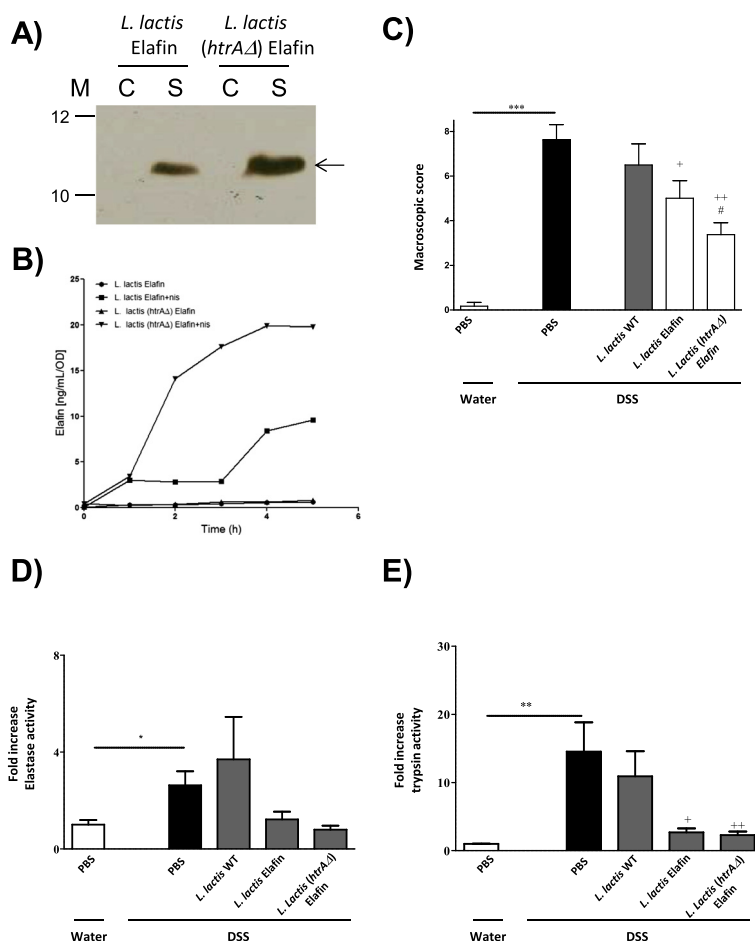 A)
L. lactis L. lactis
Elafin (htrAΔ) Elafin
M C S C S
12
10
B)
25
20
15
10
5
0
0 2 4 6
Elafin [ng/mL/OD]
Time (h)
L. lactis Elafin
L. lactis Elafin+nis
L. lactis (htrAΔ) Elafin
L. lactis (htrAΔ) Elafin+nis
C)
Macroscopic score
8
6
4
2
0
***
+
++
#
PBS
PBS
L. lactis WT
L. lactis Elafin
L. Lactis (htrAΔ)
Elafin
Water DSS
D)
Fold increase
Elastase activity
8
4
0
*
PBS
PBS
L. lactis WT
L. lactis Elafin
L. Lactis (htrAΔ)
Elafin
Water DSS
E)
Fold increase
trypsin activity
30
20
10
0
**
+
++
PBS
PBS
L. lactis WT
L. lactis Elafin
L. Lactis (htrAΔ)
Elafin
Water DSS